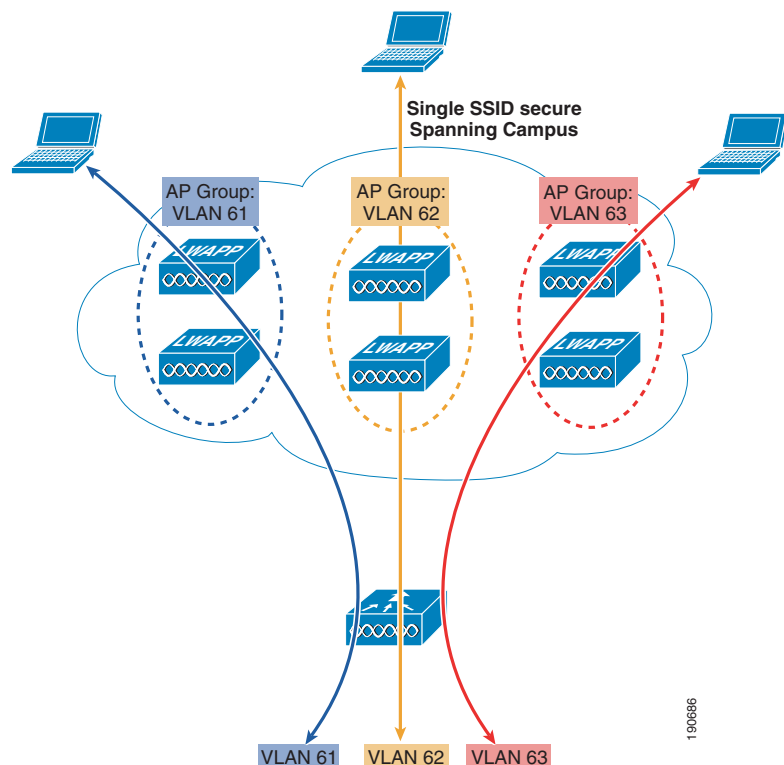 Single SSID secure
Spanning Campus
AP Group:
VLAN 61
AP Group:
VLAN 62
AP Group:
VLAN 63
LWAPP
LWAPP
LWAPP
LWAPP
LWAPP
LWAPP
190686
VLAN 61
VLAN 62
VLAN 63